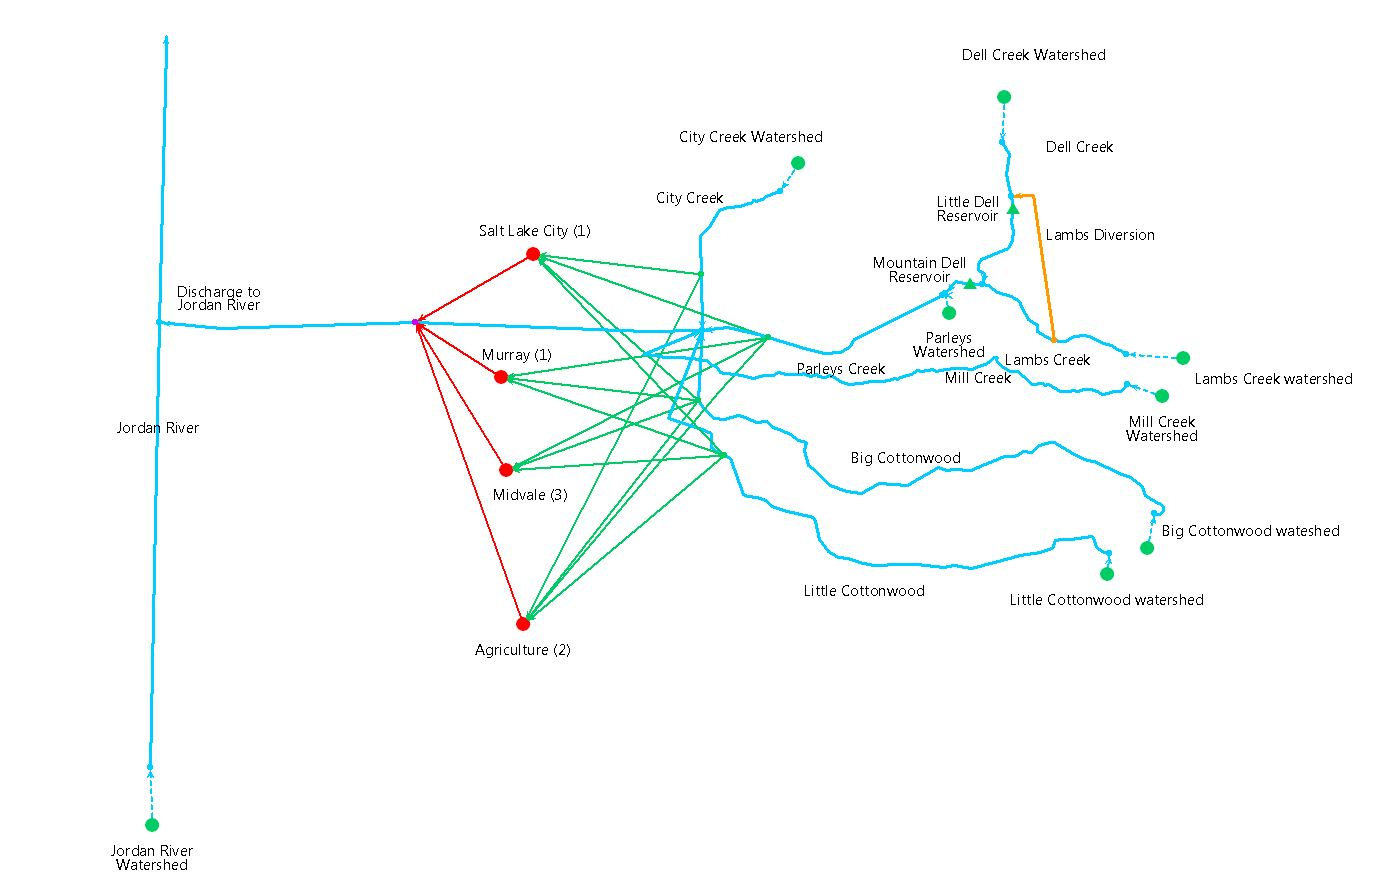 Dell Creek Watershed
City Creek Watershed
Dell Creek
City Creek
Little Dell
Reservoir
Salt Lake City (1)
Lambs Diversion
Mountain Dell
Reservoir
Discharge to
Jordan River
Parleys
Watershed
Murray (1)
Lambs Creek
Parleys Creek
Mill Creek
Lambs Creek watershed
Mill Creek
Watershed
Jordan River
Big Cottonwood
Midvale (3)
Big Cottonwood wateshed
Little Cottonwood
Little Cottonwood watershed
Agriculture (2)
Jordan River
Watershed